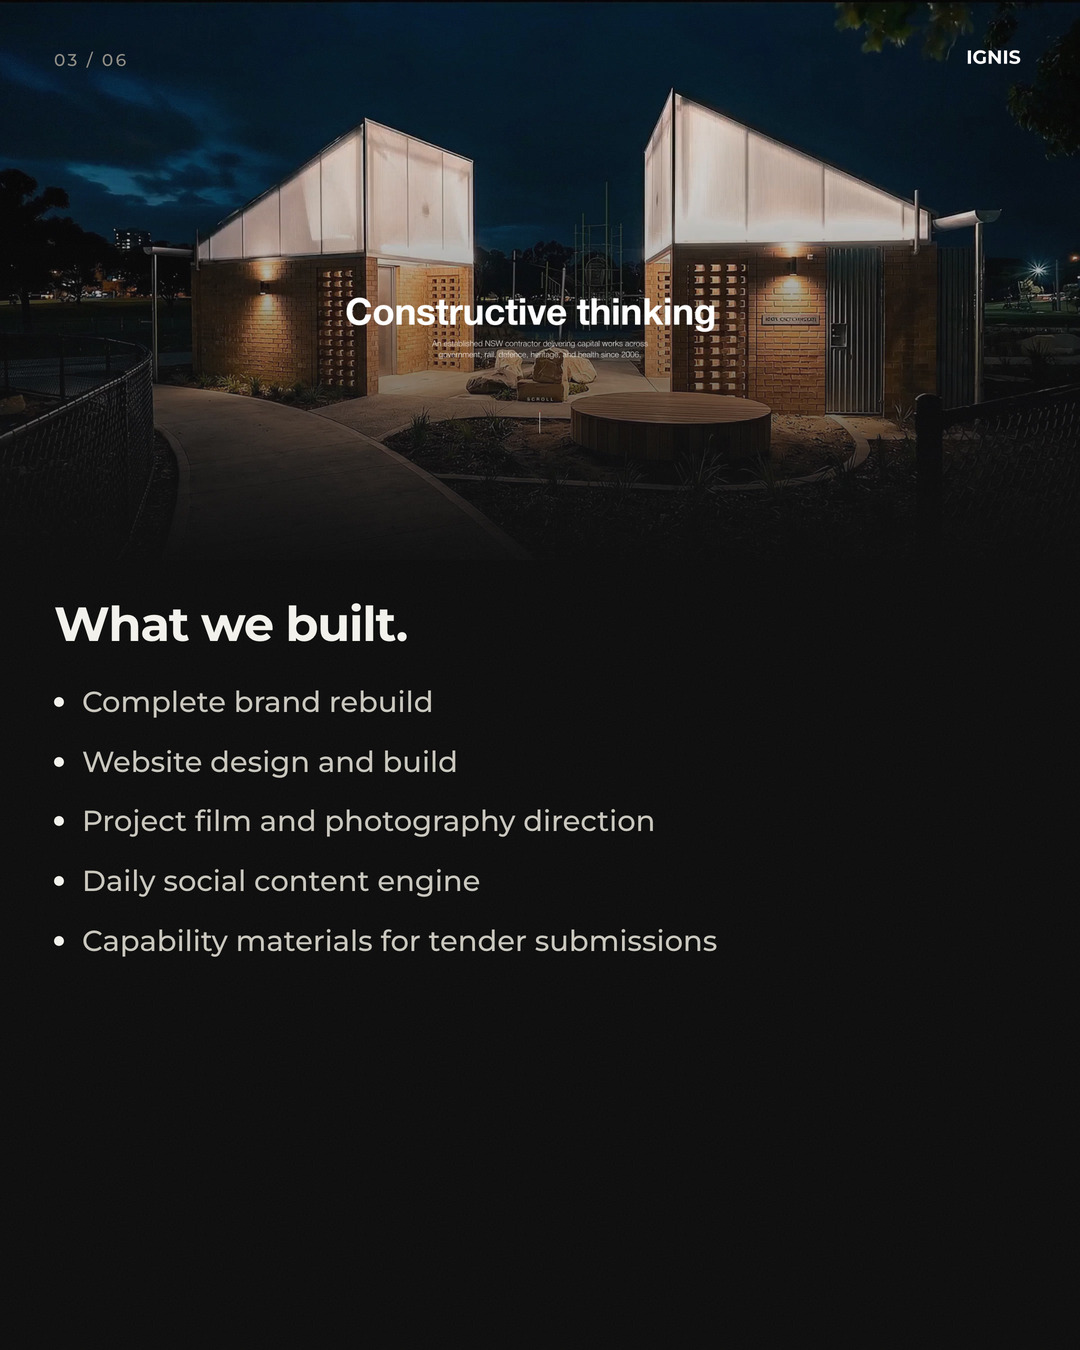 03 / 06
IGNIS
Constructive thinking
An established NSW contractor delivering capital works across
government, rail, defence, heritage, and health since 2006.
SCROLL
What we built.
• Complete brand rebuild
• Website design and build
• Project film and photography direction
• Daily social content engine
• Capability materials for tender submissions